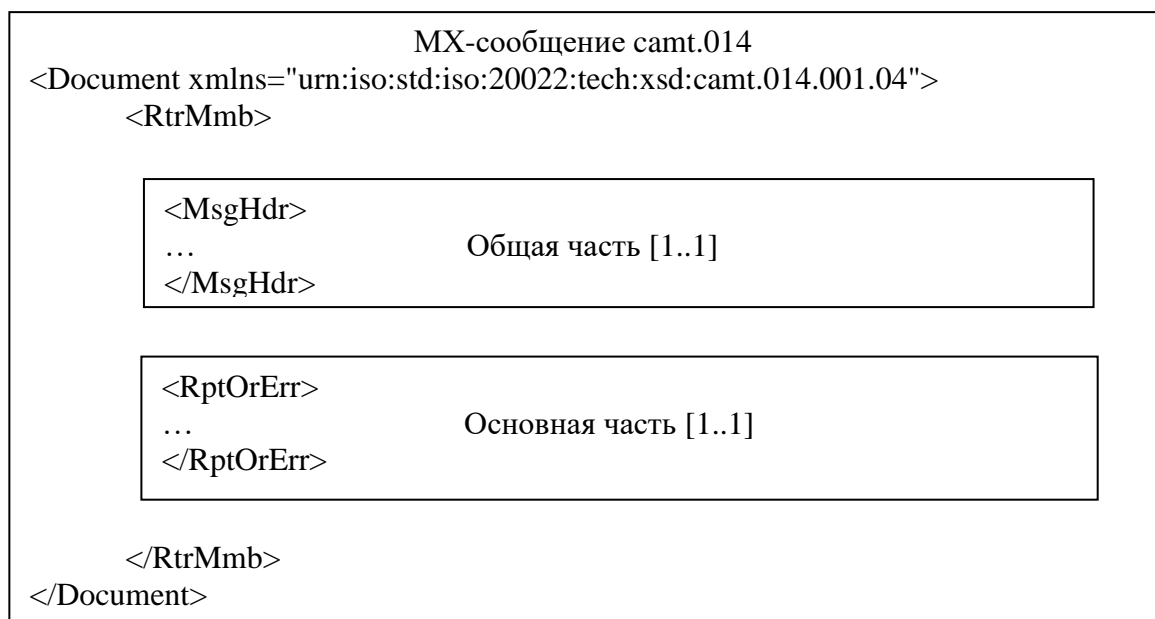 MX-сообщение camt.014
<Document xmlns="urn:iso:std:iso:20022:tech:xsd:camt.014.001.04">
<RtrMmb>
<MsgHdr>
… Общая часть [1..1]
</MsgHdr>
<RptOrErr>
… Основная часть [1..1]
</RptOrErr>
</RtrMmb>
</Document>